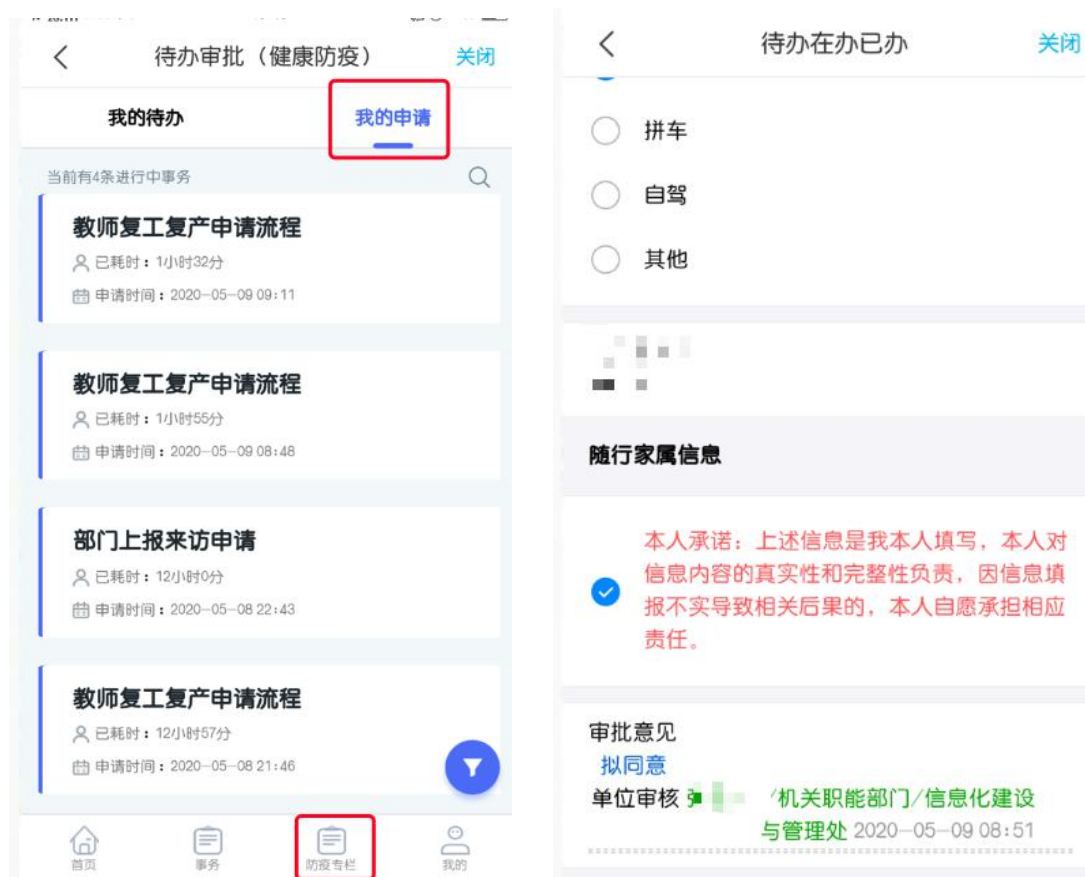 待办审批（健康防疫）
关闭
我的待办
我的申请
当前有4条进行中事务
教师复工复产申请流程
已耗时：1小时32分
申请时间：2020-05-09 09:11
教师复工复产申请流程
已耗时：1小时55分
申请时间：2020-05-09 08:48
部门上报来访申请
已耗时：12小时0分
申请时间：2020-05-08 22:43
教师复工复产申请流程
已耗时：12小时57分
申请时间：2020-05-08 21:46
首页
事务
防疫专栏
我的
待办在办已办
关闭
拼车
自驾
其他
随行家属信息
本人承诺：上述信息是我本人填写，本人对
信息内容的真实性和完整性负责，因信息填
报不实导致相关后果的，本人自愿承担相应
责任。
审批意见
拟同意
单位审核 /机关职能部门/信息化建设
与管理处 2020-05-09 08:51